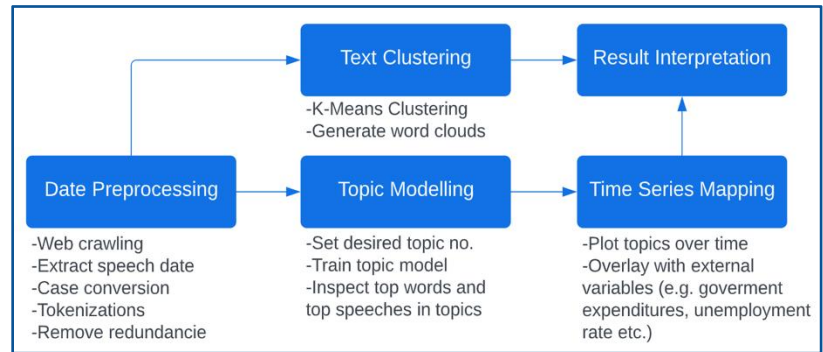 Text Clustering
-K-Means Clustering
-Generate word clouds
Result Interpretation
Date Preprocessing
-Web crawling
-Extract speech date
-Case conversion
-Tokenizations
-Remove redundancie
Topic Modelling
-Set desired topic no.
-Train topic model
-Inspect top words and
top speeches in topics
Time Series Mapping
-Plot topics over time
-Overlay with external
variables (e.g. goverment
expenditures, unemployment
rate etc.)